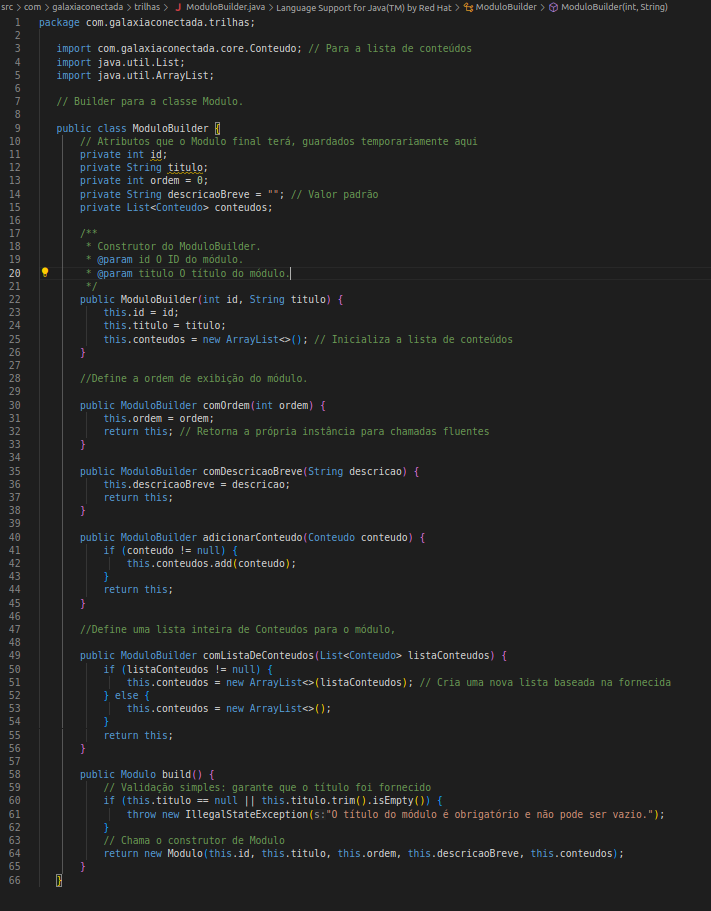 src > com > galaxiaconectada > trilhas > J ModuloBuilder.java > Language Support for Java(TM) by Red Hat > ModuloBuilder > ModuloBuilder(int, String)
1 package com.galaxiaconectada.trilhas;
2
3 import com.galaxiaconectada.core.Conteudo; // Para a lista de conteúdos
4 import java.util.List;
5 import java.util.ArrayList;
6
7 // Builder para a classe Modulo.
8
9 public class ModuloBuilder {
10 // Atributos que o Modulo final terá, guardados temporariamente aqui
11 private int id;
12 private String titulo;
13 private int ordem = 0;
14 private String descricaoBreve = ""; // Valor padrão
15 private List<Conteudo> conteudos;
16
17 /**
18 * Construtor do ModuloBuilder.
19 * @param id O ID do módulo.
20 * @param titulo O título do módulo.
21 */
22 public ModuloBuilder(int id, String titulo) {
23 this.id = id;
24 this.titulo = titulo;
25 this.conteudos = new ArrayList<>(); // Inicializa a lista de conteúdos
26 }
27
28 //Define a ordem de exibição do módulo.
29
30 public ModuloBuilder comOrdem(int ordem) {
31 this.ordem = ordem;
32 return this; // Retorna a própria instância para chamadas fluentes
33 }
34
35 public ModuloBuilder comDescricaoBreve(String descricao) {
36 this.descricaoBreve = descricao;
37 return this;
38 }
39
40 public ModuloBuilder adicionarConteudo(Conteudo conteudo) {
41 if (conteudo != null) {
42 this.conteudos.add(conteudo);
43 }
44 return this;
45 }
46
47 //Define uma lista inteira de Conteudos para o módulo,
48
49 public ModuloBuilder comListaDeConteudos(List<Conteudo> listaConteudos) {
50 if (listaConteudos != null) {
51 this.conteudos = new ArrayList<>(listaConteudos); // Cria uma nova lista baseada na fornecida
52 } else {
53 this.conteudos = new ArrayList<>();
54 }
55 return this;
56 }
57
58 public Modulo build() {
59 // Validação simples: garante que o título foi fornecido
60 if (this.titulo == null || this.titulo.trim().isEmpty()) {
61 throw new IllegalStateException(s:"O título do módulo é obrigatório e não pode ser vazio.");
62 }
63 // Chama o construtor de Modulo
64 return new Modulo(this.id, this.titulo, this.ordem, this.descricaoBreve, this.conteudos);
65 }
66 }